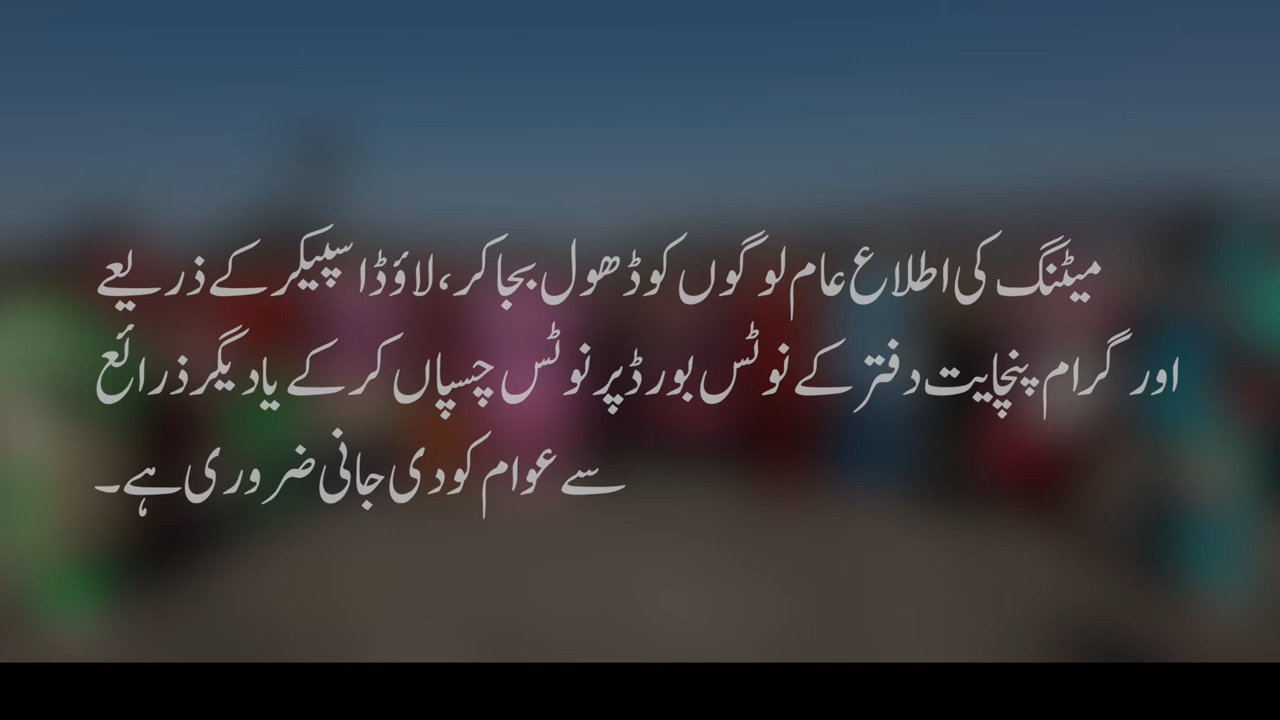 میٹنگ کی اطلاع عام لوگوں کو ڈھول بجا کر، لاؤڈ اسپیکر کے ذریعے
اور گرام پنچایت دفتر کے نوٹس بورڈ پر نوٹس چسپاں کر کے یا دیگر ذرائع
سے عوام کو دی جانی ضروری ہے۔